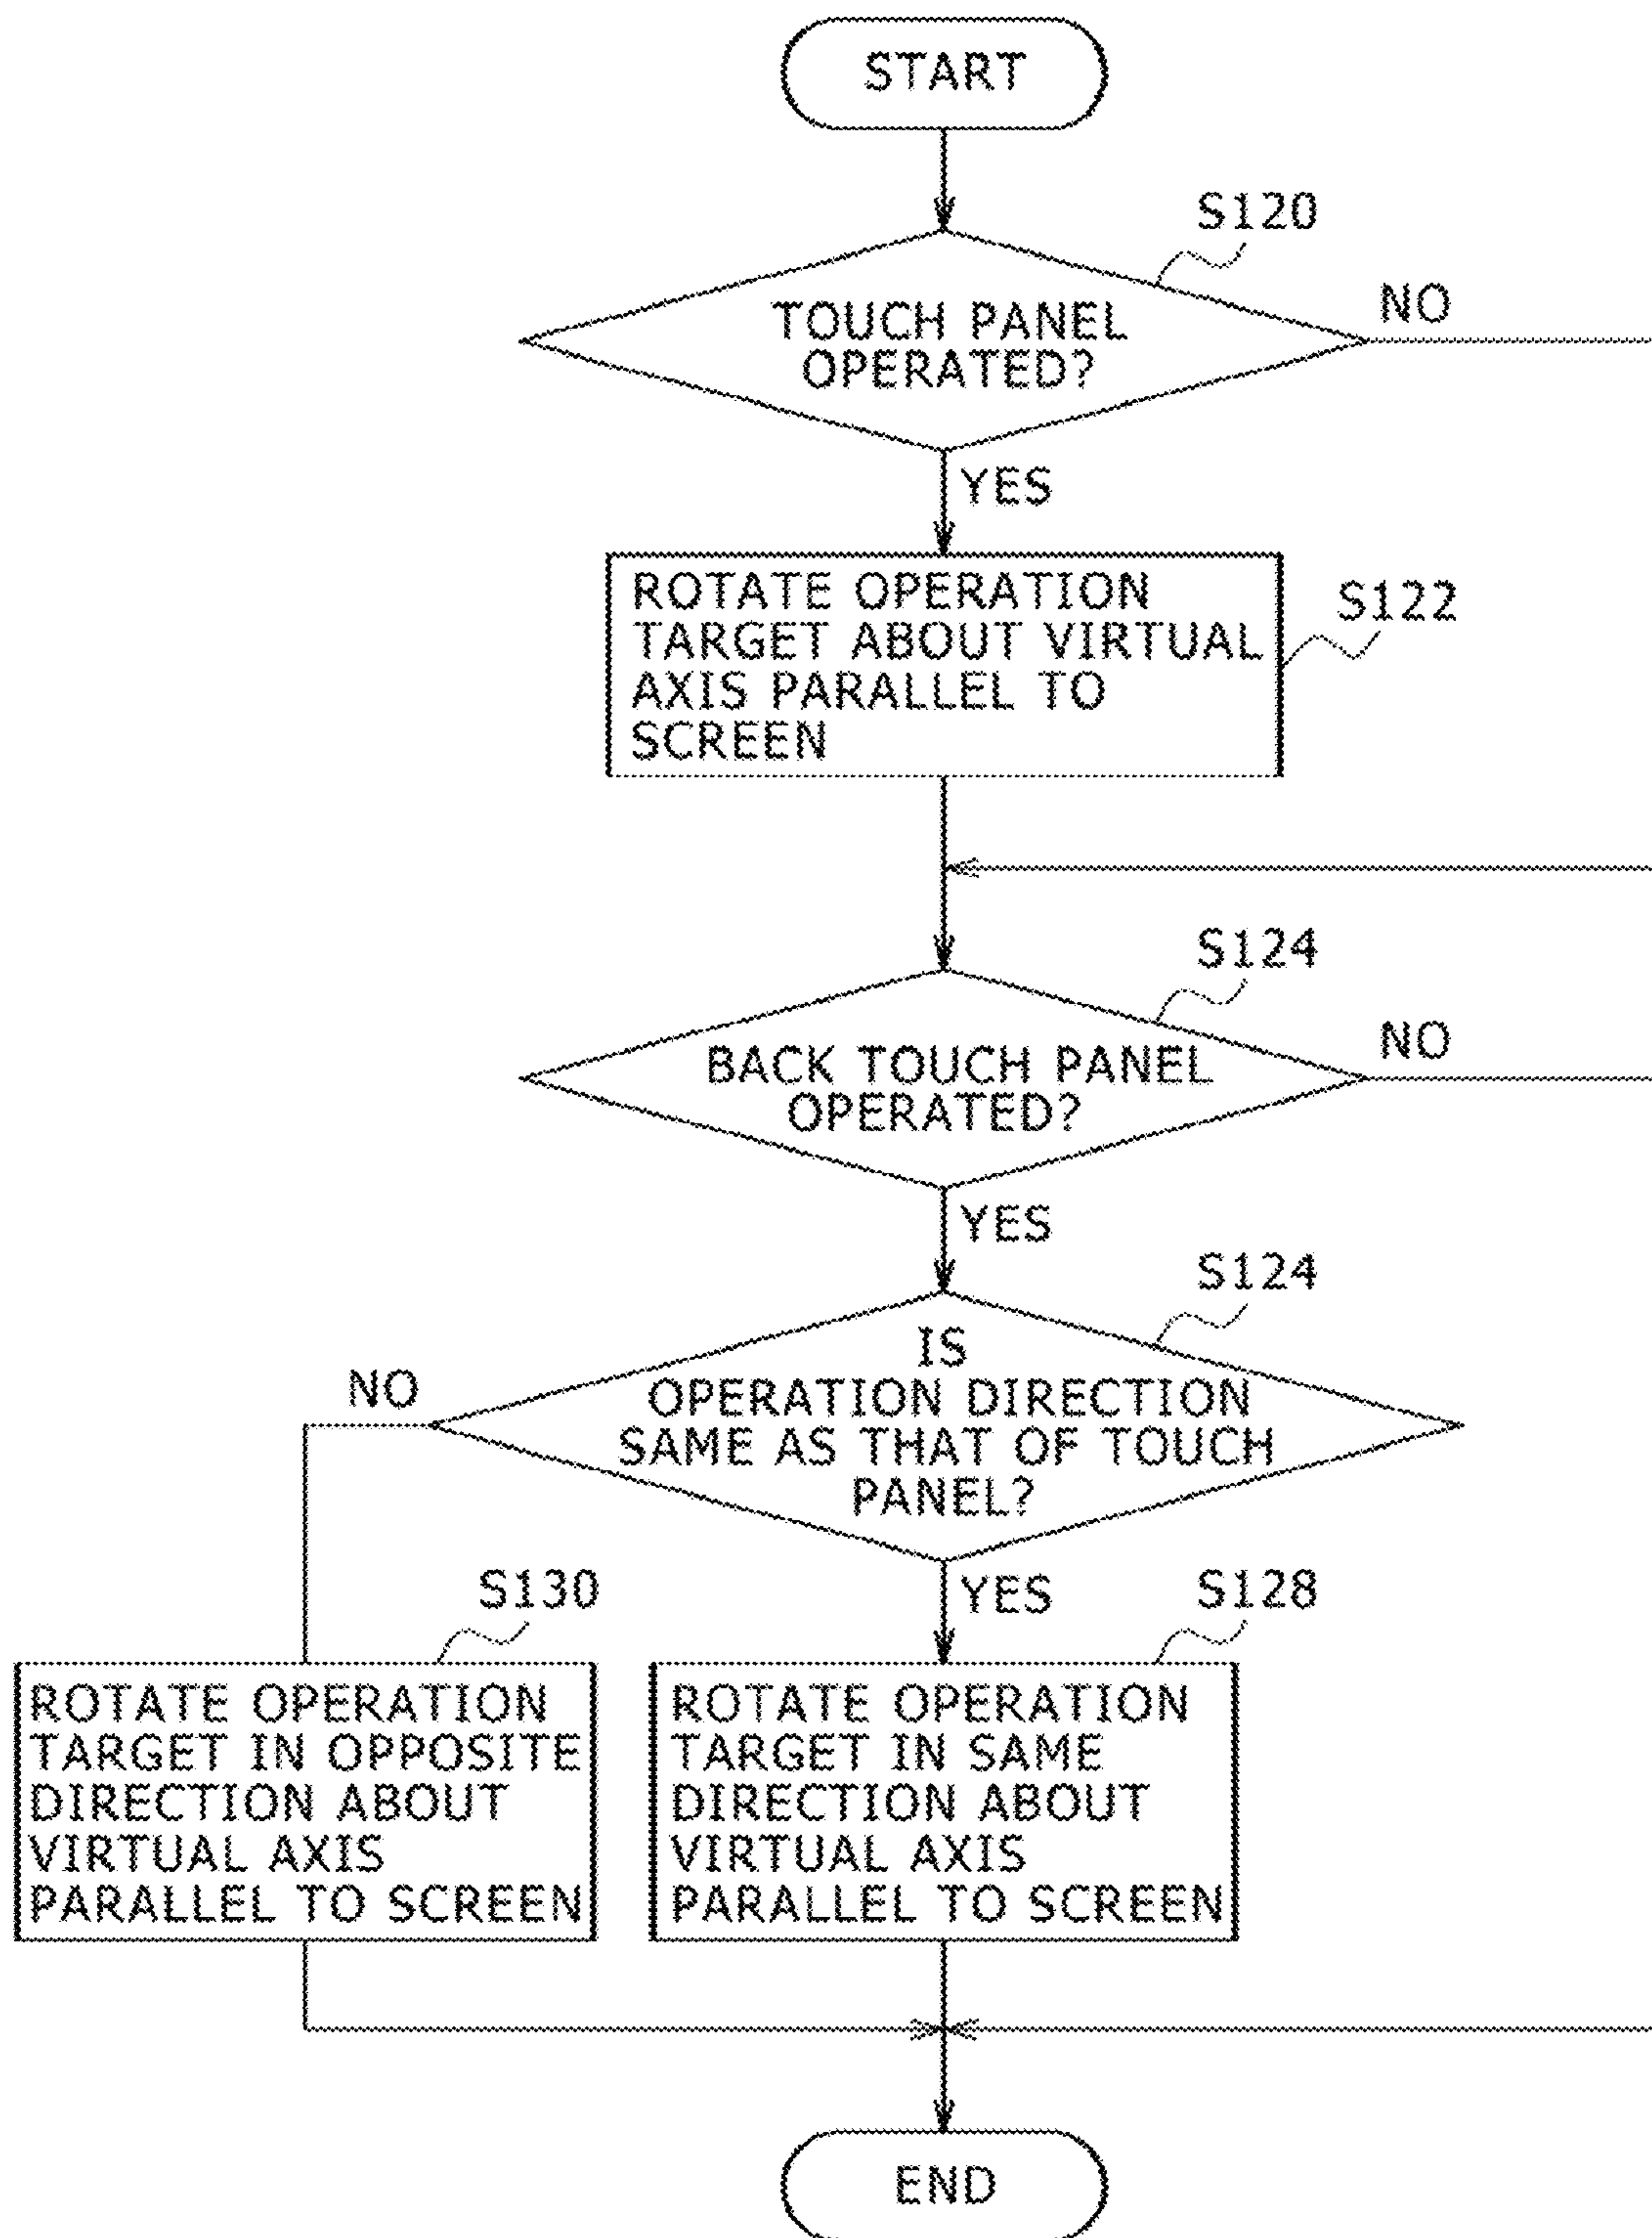 START
S120
TOUCH PANEL
OPERATED?
NO
YES
ROTATE OPERATION
TARGET ABOUT VIRTUAL
AXIS PARALLEL TO
SCREEN
S122
S124
BACK TOUCH PANEL
OPERATED?
NO
YES
S124
IS
OPERATION DIRECTION
SAME AS THAT OF TOUCH
PANEL?
NO
YES
S130
ROTATE OPERATION
TARGET IN OPPOSITE
DIRECTION ABOUT
VIRTUAL AXIS
PARALLEL TO SCREEN
S128
ROTATE OPERATION
TARGET IN SAME
DIRECTION ABOUT
VIRTUAL AXIS
PARALLEL TO SCREEN
END